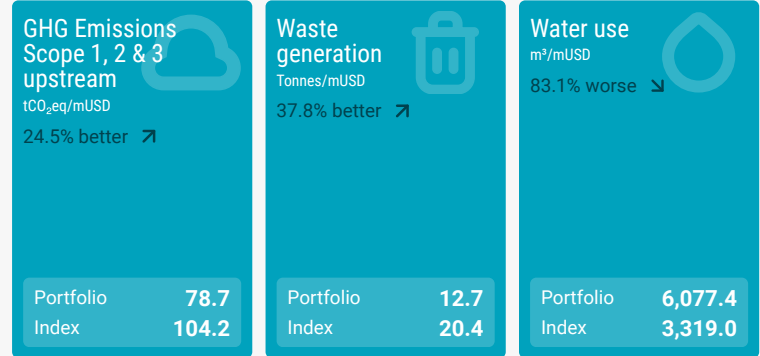 GHG Emissions
Scope 1, 2 & 3
upstream
tCO₂eq/mUSD
24.5% better
Portfolio 78.7
Index 104.2
Waste
generation
Tonnes/mUSD
37.8% better
Portfolio 12.7
Index 20.4
Water use
m³/mUSD
83.1% worse
Portfolio 6,077.4
Index 3,319.0